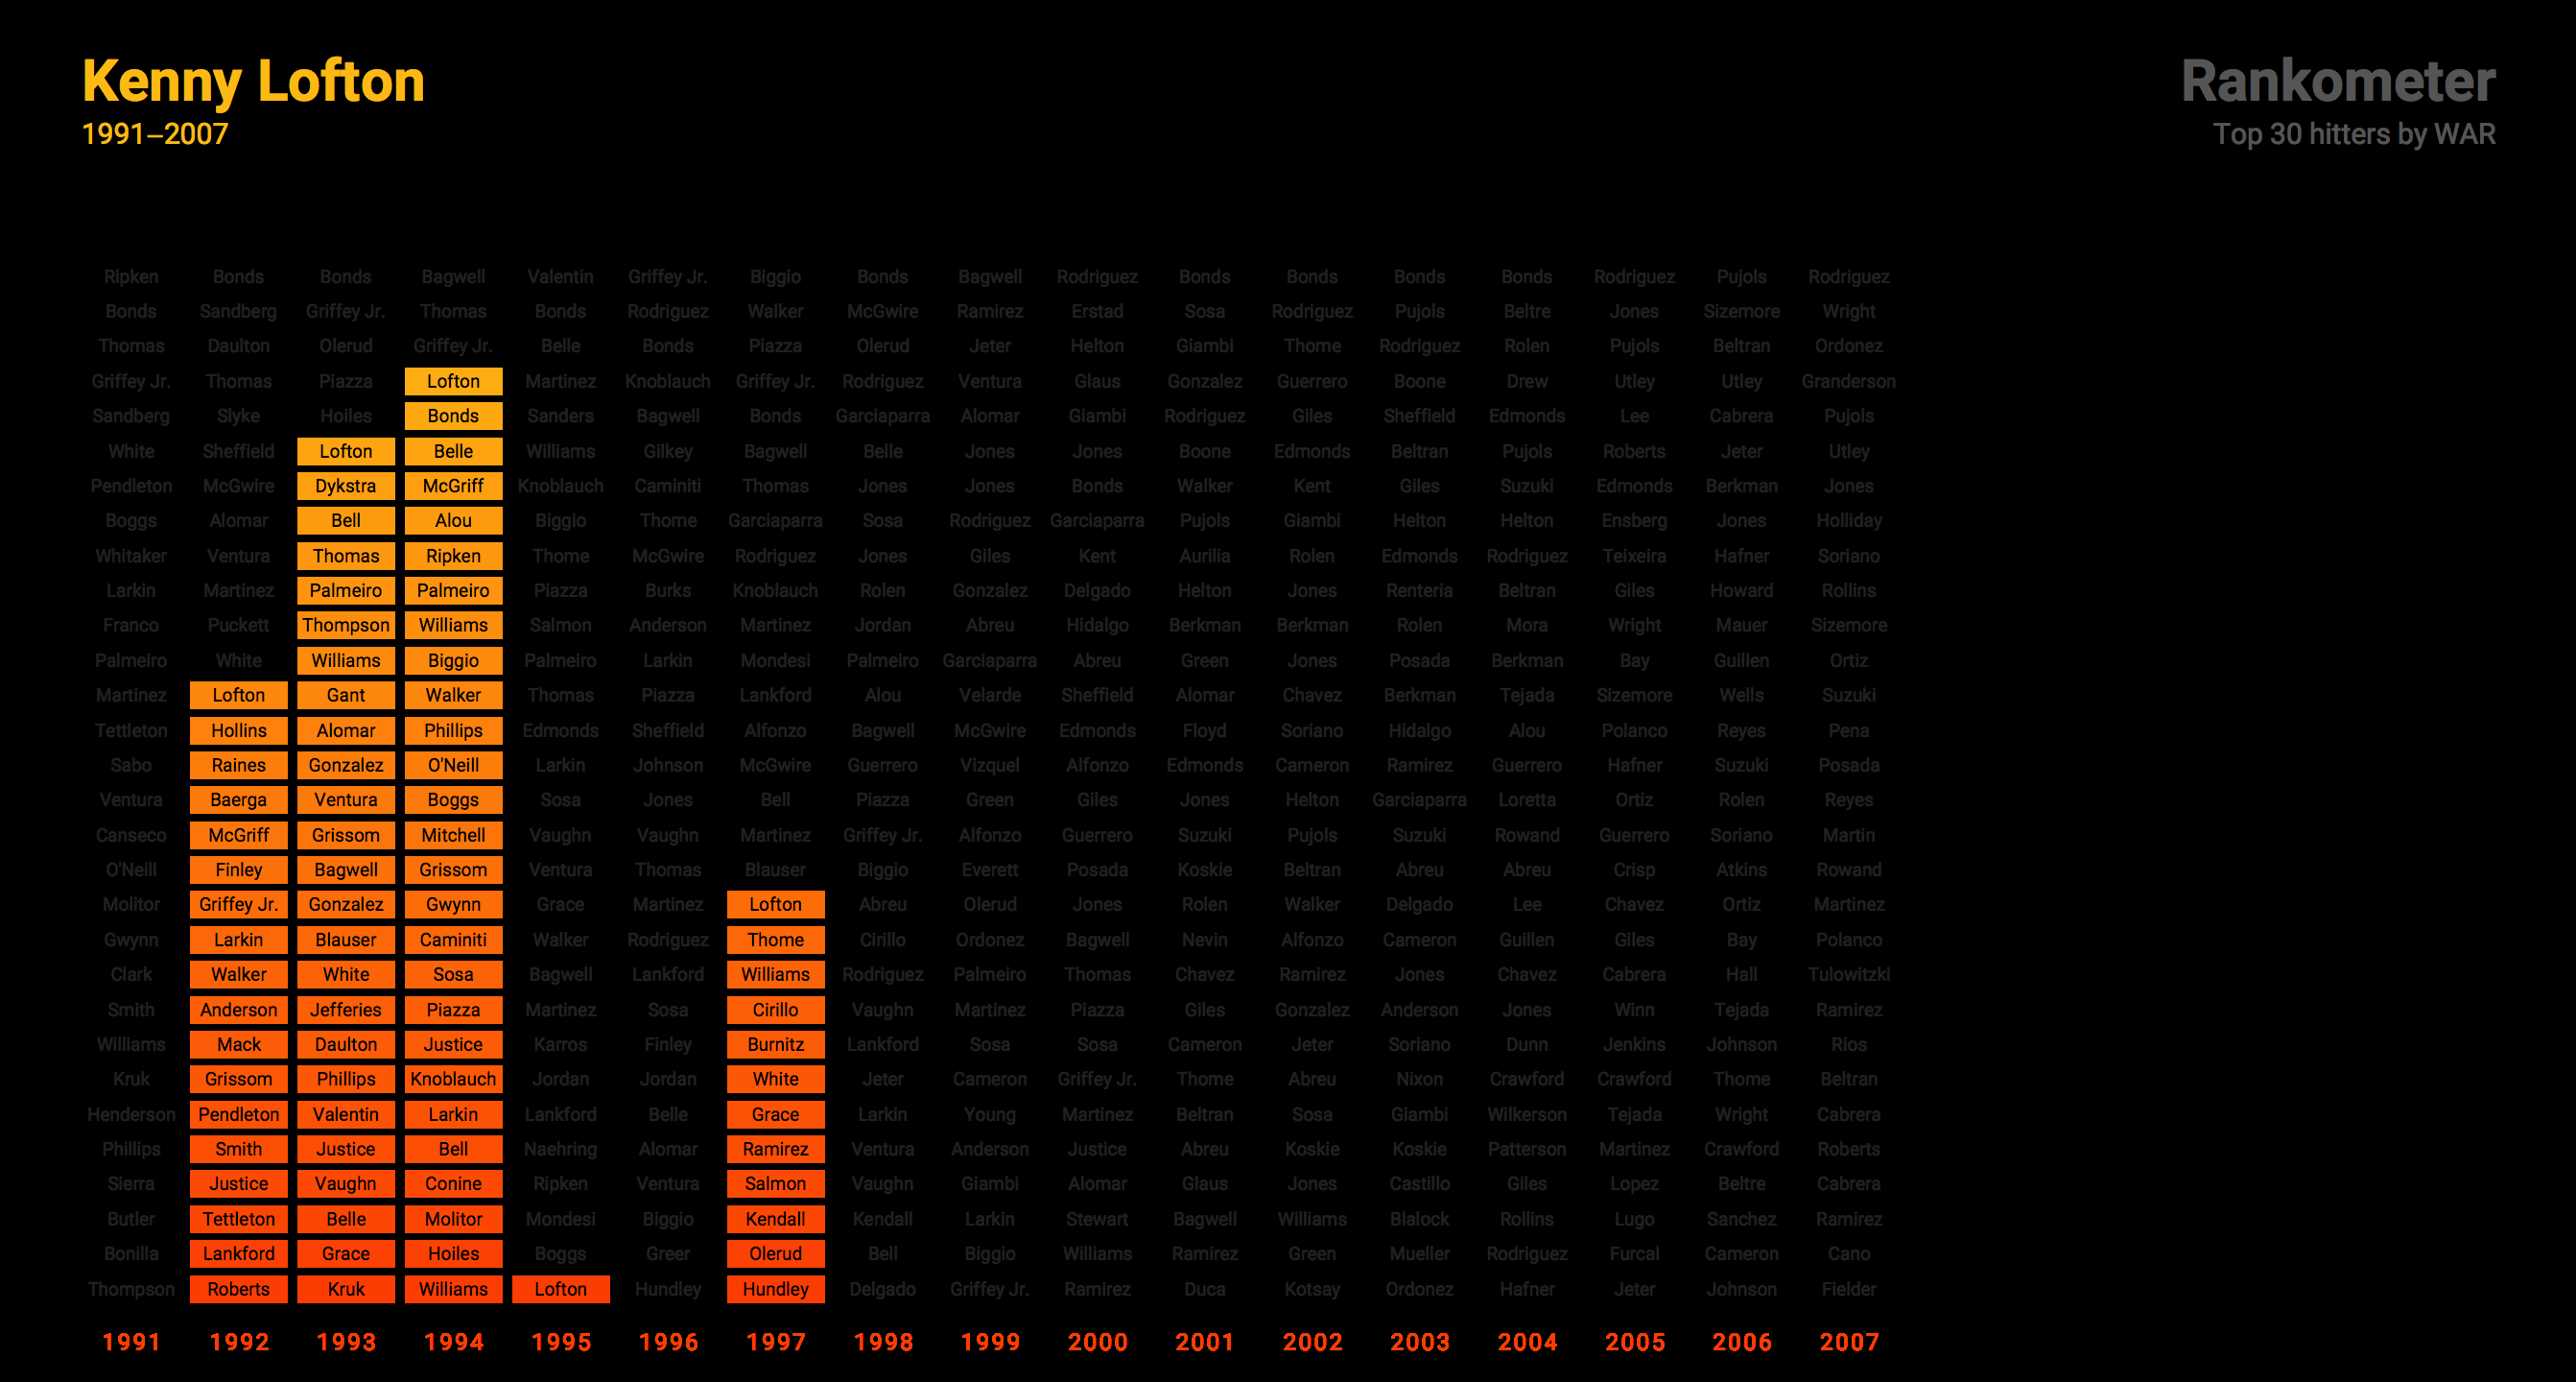 Kenny Lofton
1991–2007
Rankometer
Top 30 hitters by WAR
Ripken Bonds Bonds Bagwell Valentin Griffey Jr. Biggio Bonds Bagwell Rodriguez Bonds Bonds Bonds Bonds Rodriguez Pujols Rodriguez
Bonds Sandberg Griffey Jr. Thomas Bonds Rodriguez Walker McGwire Ramirez Erstad Sosa Rodriguez Pujols Beltre Jones Sizemore Wright
Thomas Daulton Olerud Griffey Jr. Belle Bonds Piazza Olerud Jeter Helton Giambi Thome Rodriguez Rolen Pujols Beltran Ordonez
Griffey Jr. Thomas Piazza Lofton Martinez Knoblauch Griffey Jr. Rodriguez Ventura Glaus Gonzalez Guerrero Boone Drew Utley Utley Granderson
Sandberg Slyke Hoiles Bonds Sanders Bagwell Bonds Garciaparra Alomar Giambi Rodriguez Giles Sheffield Edmonds Lee Cabrera Pujols
White Sheffield Lofton Belle Williams Gilkey Bagwell Belle Jones Jones Boone Edmonds Beltran Pujols Roberts Jeter Utley
Pendleton McGwire Dykstra McGriff Knoblauch Caminiti Thomas Jones Jones Bonds Walker Kent Giles Suzuki Edmonds Berkman Jones
Boggs Alomar Bell Alou Biggio Thome Garciaparra Sosa Rodriguez Garciaparra Pujols Giambi Helton Helton Ensberg Jones Holliday
Whitaker Ventura Thomas Ripken Thome McGwire Rodriguez Jones Giles Kent Aurilia Rolen Edmonds Rodriguez Teixeira Hafner Soriano
Larkin Martinez Palmeiro Palmeiro Piazza Burks Knoblauch Rolen Gonzalez Delgado Helton Jones Renteria Beltran Giles Howard Rollins
Franco Puckett Thompson Williams Salmon Anderson Martinez Jordan Abreu Hidalgo Berkman Berkman Rolen Mora Wright Mauer Sizemore
Palmeiro White Williams Biggio Palmeiro Larkin Mondesi Palmeiro Garciaparra Abreu Green Jones Posada Berkman Bay Guillen Ortiz
Martinez Lofton Gant Walker Thomas Piazza Lankford Alou Velarde Sheffield Alomar Chavez Berkman Tejada Sizemore Wells Suzuki
Tettleton Hollins Alomar Phillips Edmonds Sheffield Alfonzo Bagwell McGwire Edmonds Floyd Soriano Hidalgo Alou Polanco Reyes Pena
Sabo Raines Gonzalez O'Neill Larkin Johnson McGwire Guerrero Vizquel Alfonzo Edmonds Cameron Ramirez Guerrero Hafner Suzuki Posada
Ventura Baerga Ventura Boggs Sosa Jones Bell Piazza Green Giles Jones Helton Garciaparra Loretta Ortiz Rolen Reyes
Canseco McGriff Grissom Mitchell Vaughn Vaughn Martinez Griffey Jr. Alfonzo Guerrero Suzuki Pujols Suzuki Rowand Guerrero Soriano Martin
O'Neill Finley Bagwell Grissom Ventura Thomas Blauser Biggio Everett Posada Koskie Beltran Abreu Abreu Crisp Atkins Rowand
Molitor Griffey Jr. Gonzalez Gwynn Grace Martinez Lofton Abreu Olerud Jones Rolen Walker Delgado Lee Chavez Ortiz Martinez
Gwynn Larkin Blauser Caminiti Walker Rodriguez Thome Cirillo Ordonez Bagwell Nevin Alfonzo Cameron Guillen Giles Bay Polanco
Clark Walker White Sosa Bagwell Lankford Williams Rodriguez Palmeiro Thomas Chavez Ramirez Jones Chavez Cabrera Hall Tulowitzki
Smith Anderson Jefferies Piazza Martinez Sosa Cirillo Vaughn Martinez Piazza Giles Gonzalez Anderson Jones Winn Tejada Ramirez
Williams Mack Daulton Justice Karros Finley Burnitz Lankford Sosa Sosa Cameron Jeter Soriano Dunn Jenkins Johnson Rios
Kruk Grissom Phillips Knoblauch Jordan Jordan White Jeter Cameron Griffey Jr. Thome Abreu Nixon Crawford Crawford Thome Beltran
Henderson Pendleton Valentin Larkin Lankford Belle Grace Larkin Young Martinez Beltran Sosa Giambi Wilkerson Tejada Wright Cabrera
Phillips Smith Justice Bell Naehring Alomar Ramirez Ventura Anderson Justice Abreu Koskie Koskie Patterson Martinez Crawford Roberts
Sierra Justice Vaughn Conine Ripken Ventura Salmon Vaughn Giambi Alomar Glaus Jones Castillo Giles Lopez Beltre Cabrera
Butler Tettleton Belle Molitor Mondesi Biggio Kendall Kendall Larkin Stewart Bagwell Williams Blalock Rollins Lugo Sanchez Ramirez
Bonilla Lankford Grace Hoiles Boggs Greer Olerud Bell Biggio Williams Ramirez Green Mueller Rodriguez Furcal Cameron Cano
Thompson Roberts Kruk Williams Lofton Hundley Hundley Delgado Griffey Jr. Ramirez Duca Kotsay Ordonez Hafner Jeter Johnson Fielder
1991 1992 1993 1994 1995 1996 1997 1998 1999 2000 2001 2002 2003 2004 2005 2006 2007